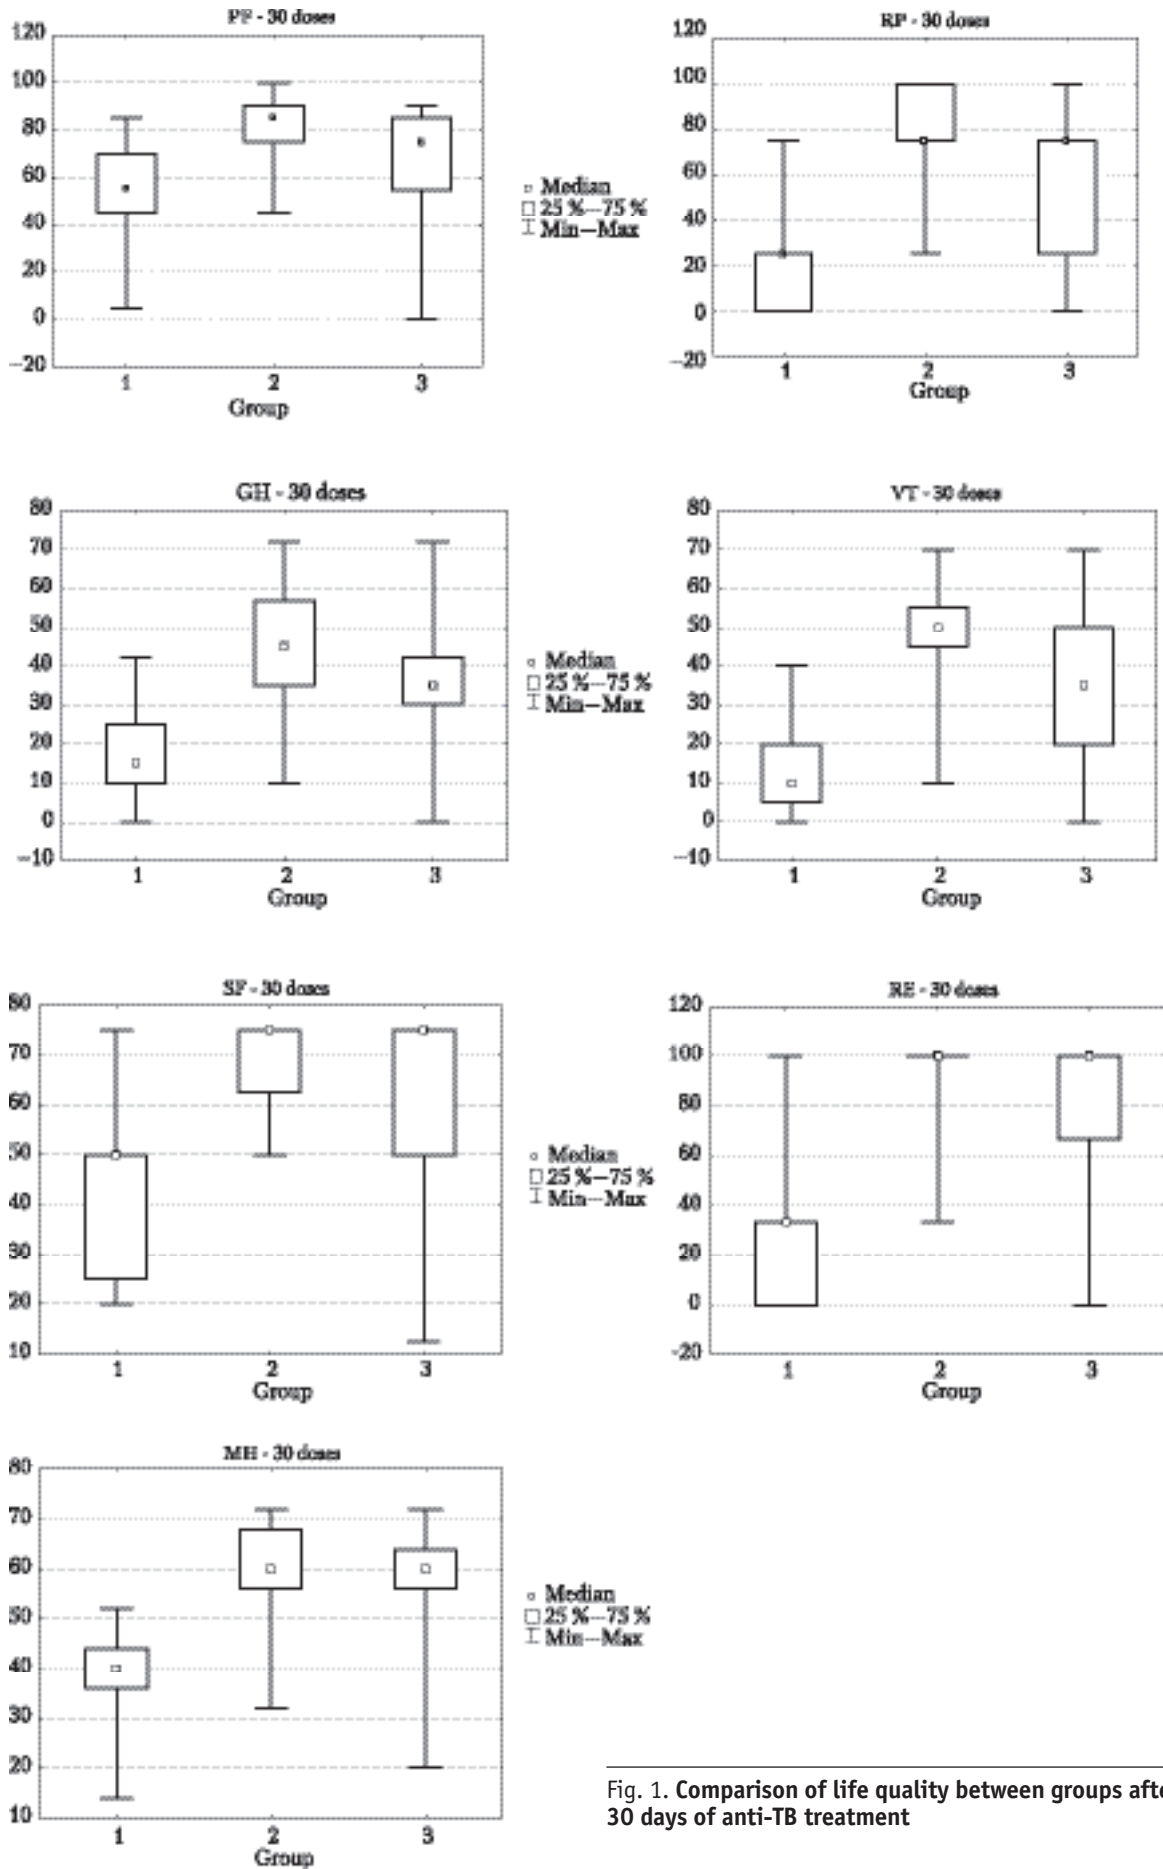 PF - 30 doses
120
100
80
60
40
20
0
−20
1 2 3
Group
Median
25 %—75 %
Min—Max
RP - 30 doses
120
100
80
60
40
20
0
−20
1 2 3
Group
GH - 30 doses
80
70
60
50
40
30
20
10
0
−10
1 2 3
Group
Median
25 %—75 %
Min—Max
VT - 30 doses
80
70
60
50
40
30
20
10
0
−10
1 2 3
Group
SF - 30 doses
80
70
60
50
40
30
20
10
1 2 3
Group
Median
25 %—75 %
Min—Max
RE - 30 doses
120
100
80
60
40
20
0
-20
1 2 3
Group
MH - 30 doses
80
70
60
50
40
30
20
10
1 2 3
Group
Median
25 %—75 %
Min—Max
Fig. 1. Comparison of life quality between groups afte
30 days of anti-TB treatment